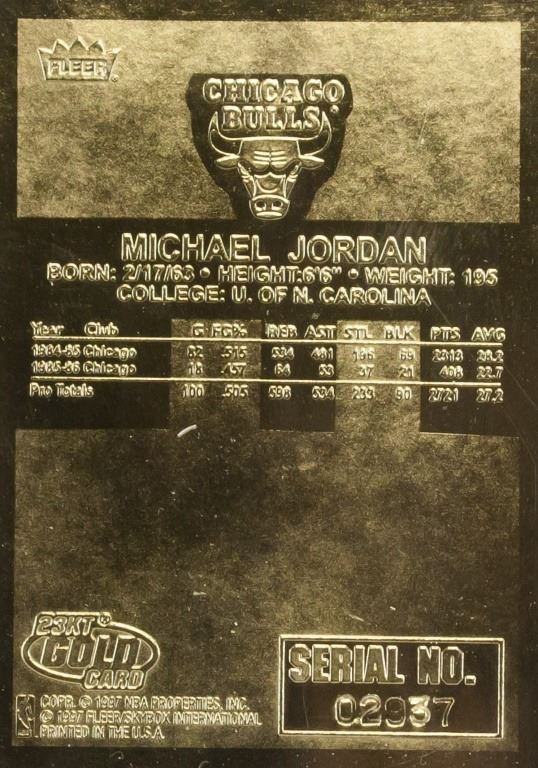 FLEER
CHICAGO
BULLS
MICHAEL JORDAN
BORN: 2/17/63 • HEIGHT:6'6" • WEIGHT: 195
COLLEGE: U. OF N. CAROLINA
Year Club G FG% REB AST STL BLK PTS AVG
1984-85 Chicago 82 .515 534 481 196 69 2313 28.2
1985-86 Chicago 18 .457 64 53 37 21 408 22.7
Pro Totals 100 .505 598 534 233 90 2721 27.2
23KT ®
GOLD
CARD
COPR. © 1997 NBA PROPERTIES, INC.
© 1997 FLEER/SKYBOX INTERNATIONAL
PRINTED IN THE U.S.A.
SERIAL NO.
02937